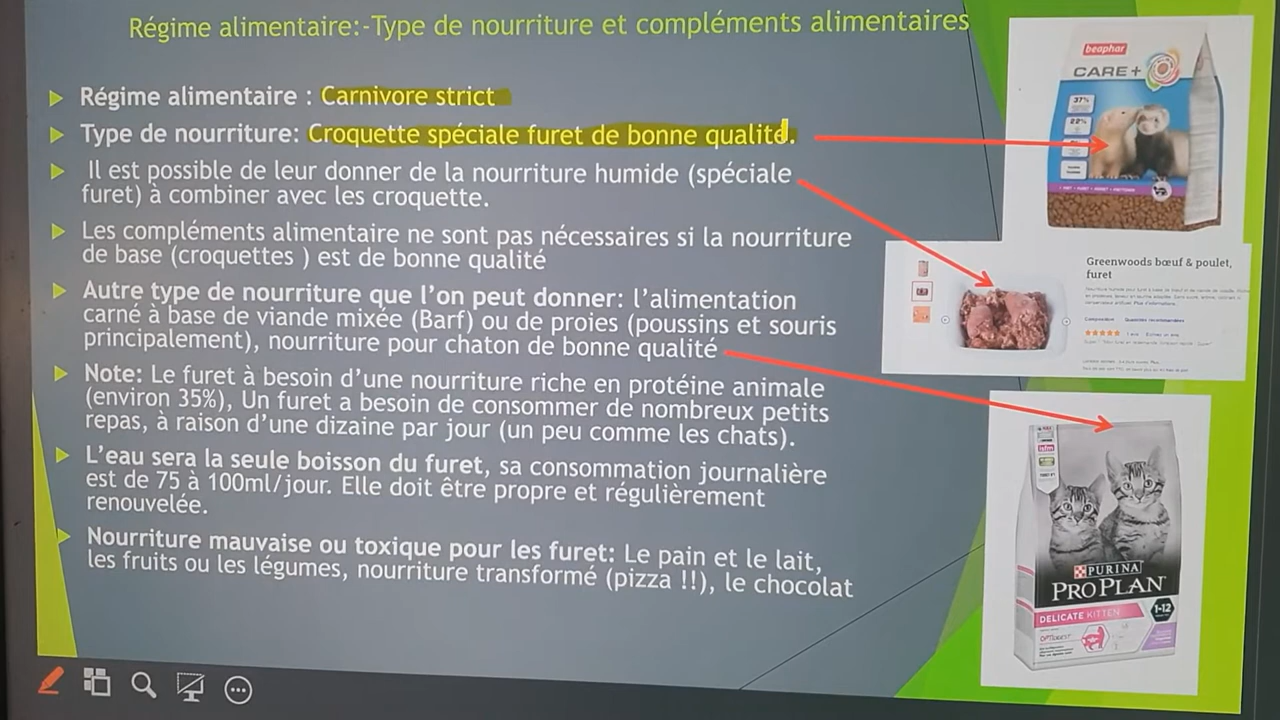 Régime alimentaire:-Type de nourriture et compléments alimentaires
Régime alimentaire : Carnivore strict
Type de nourriture: Croquette spéciale furet de bonne qualité.
Il est possible de leur donner de la nourriture humide (spéciale
furet) à combiner avec les croquette.
Les compléments alimentaire ne sont pas nécessaires si la nourriture
de base (croquettes ) est de bonne qualité
Autre type de nourriture que l'on peut donner: l'alimentation
carné à base de viande mixée (Barf) ou de proies (poussins et souris
principalement), nourriture pour chaton de bonne qualité
Note: Le furet à besoin d'une nourriture riche en protéine animale
(environ 35%), Un furet a besoin de consommer de nombreux petits
repas, à raison d'une dizaine par jour (un peu comme les chats).
L'eau sera la seule boisson du furet, sa consommation journalière
est de 75 à 100ml/jour. Elle doit être propre et régulièrement
renouvelée.
Nourriture mauvaise ou toxique pour les furet: Le pain et le lait,
les fruits ou les légumes, nourriture transformé (pizza !!), le chocolat
beaphar
CARE+
37%
22%
Greenwoods bœuf & poulet,
furet
PURINA
PRO PLAN
DELICATE KITTEN
1-12
OPTIDIGEST